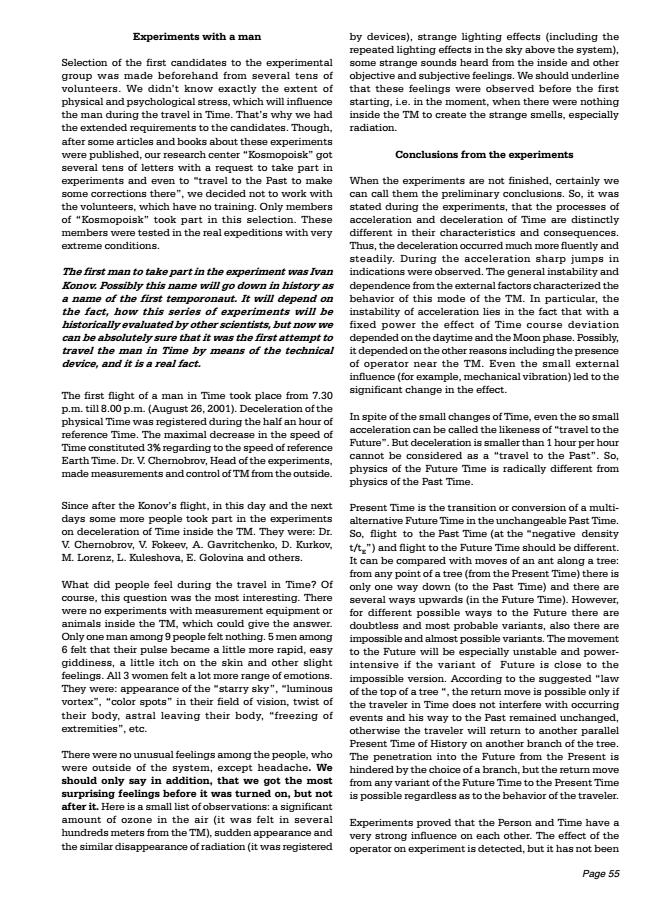 Experiments with a man
Selection of the first candidates to the experimental
group was made beforehand from several tens of
volunteers. We didn't know exactly the extent of
physical and psychological stress, which will influence
the man during the travel in Time. That's why we had
the extended requirements to the candidates. Though,
after some articles and books about these experiments
were published, our research center "Kosmopoisk" got
several tens of letters with a request to take part in
experiments and even to "travel to the Past to make
some corrections there", we decided not to work with
the volunteers, which have no training. Only members
of "Kosmopoisk" took part in this selection. These
members were tested in the real expeditions with very
extreme conditions.
The first man to take part in the experiment was Ivan
Konov. Possibly this name will go down in history as
a name of the first temporonaut. It will depend on
the fact, how this series of experiments will be
historically evaluated by other scientists, but now we
can be absolutely sure that it was the first attempt to
travel the man in Time by means of the technical
device, and it is a real fact.
The first flight of a man in Time took place from 7.30
p.m. till 8.00 p.m. (August 26, 2001). Deceleration of the
physical Time was registered during the half an hour of
reference Time. The maximal decrease in the speed of
Time constituted 3% regarding to the speed of reference
Earth Time. Dr. V. Chernobrov, Head of the experiments,
made measurements and control of TM from the outside.
Since after the Konov's flight, in this day and the next
days some more people took part in the experiments
on deceleration of Time inside the TM. They were: Dr.
V. Chernobrov, V. Fokeev, A. Gavritchenko, D. Kurkov,
M. Lorenz, L. Kuleshova, E. Golovina and others.
What did people feel during the travel in Time? Of
course, this question was the most interesting. There
were no experiments with measurement equipment or
animals inside the TM, which could give the answer.
Only one man among 9 people felt nothing. 5 men among
6 felt that their pulse became a little more rapid, easy
giddiness, a little itch on the skin and other slight
feelings. All 3 women felt a lot more range of emotions.
They were: appearance of the "starry sky", "luminous
vortex", "color spots" in their field of vision, twist of
their body, astral leaving their body, "freezing of
extremities", etc.
There were no unusual feelings among the people, who
were outside of the system, except headache. We
should only say in addition, that we got the most
surprising feelings before it was turned on, but not
after it. Here is a small list of observations: a significant
amount of ozone in the air (it was felt in several
hundreds meters from the TM), sudden appearance and
the similar disappearance of radiation (it was registered
by devices), strange lighting effects (including the
repeated lighting effects in the sky above the system),
some strange sounds heard from the inside and other
objective and subjective feelings. We should underline
that these feelings were observed before the first
starting, i.e. in the moment, when there were nothing
inside the TM to create the strange smells, especially
radiation.
Conclusions from the experiments
When the experiments are not finished, certainly we
can call them the preliminary conclusions. So, it was
stated during the experiments, that the processes of
acceleration and deceleration of Time are distinctly
different in their characteristics and consequences.
Thus, the deceleration occurred much more fluently and
steadily. During the acceleration sharp jumps in
indications were observed. The general instability and
dependence from the external factors characterized the
behavior of this mode of the TM. In particular, the
instability of acceleration lies in the fact that with a
fixed power the effect of Time course deviation
depended on the daytime and the Moon phase. Possibly,
it depended on the other reasons including the presence
of operator near the TM. Even the small external
influence (for example, mechanical vibration) led to the
significant change in the effect.
In spite of the small changes of Time, even the so small
acceleration can be called the likeness of "travel to the
Future". But deceleration is smaller than 1 hour per hour
cannot be considered as a "travel to the Past". So,
physics of the Future Time is radically different from
physics of the Past Time.
Present Time is the transition or conversion of a multi-
alternative Future Time in the unchangeable Past Time.
So, flight to the Past Time (at the "negative density
t/t") and flight to the Future Time should be different.
It can be compared with moves of an ant along a tree:
from any point of a tree (from the Present Time) there is
only one way down (to the Past Time) and there are
several ways upwards (in the Future Time). However,
for different possible ways to the Future there are
doubtless and most probable variants, also there are
impossible and almost possible variants. The movement
to the Future will be especially unstable and power-
intensive if the variant of Future is close to the
impossible version. According to the suggested "law
of the top of a tree ", the return move is possible only if
the traveler in Time does not interfere with occurring
events and his way to the Past remained unchanged,
otherwise the traveler will return to another parallel
Present Time of History on another branch of the tree.
The penetration into the Future from the Present is
hindered by the choice of a branch, but the return move
from any variant of the Future Time to the Present Time
is possible regardless as to the behavior of the traveler.
Experiments proved that the Person and Time have a
very strong influence on each other. The effect of the
operator on experiment is detected, but it has not been
Page 55